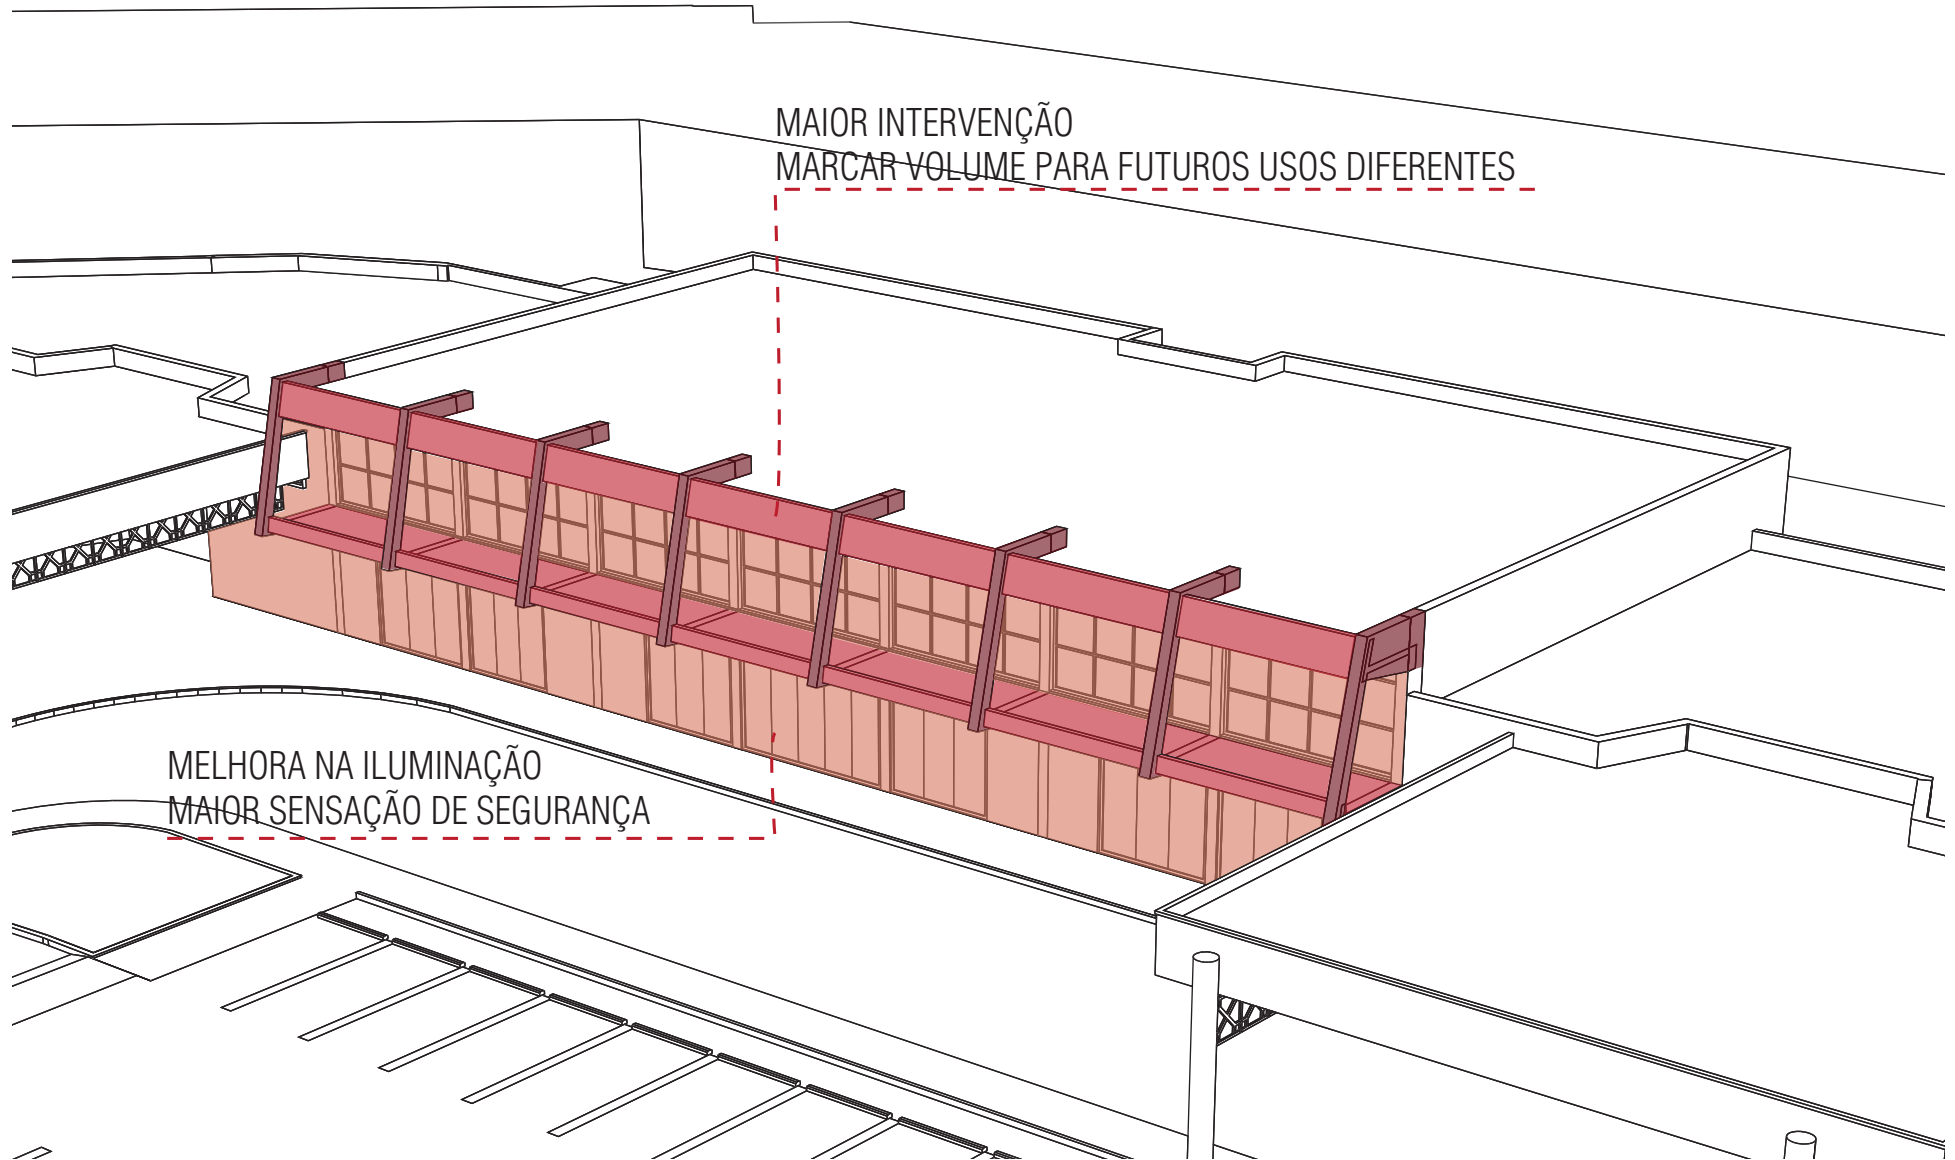 MAIOR INTERVENÇÃO
MARCAR VOLUME PARA FUTUROS USOS DIFERENTES
MELHORA NA ILUMINAÇÃO
MAIOR SENSAÇÃO DE SEGURANÇA